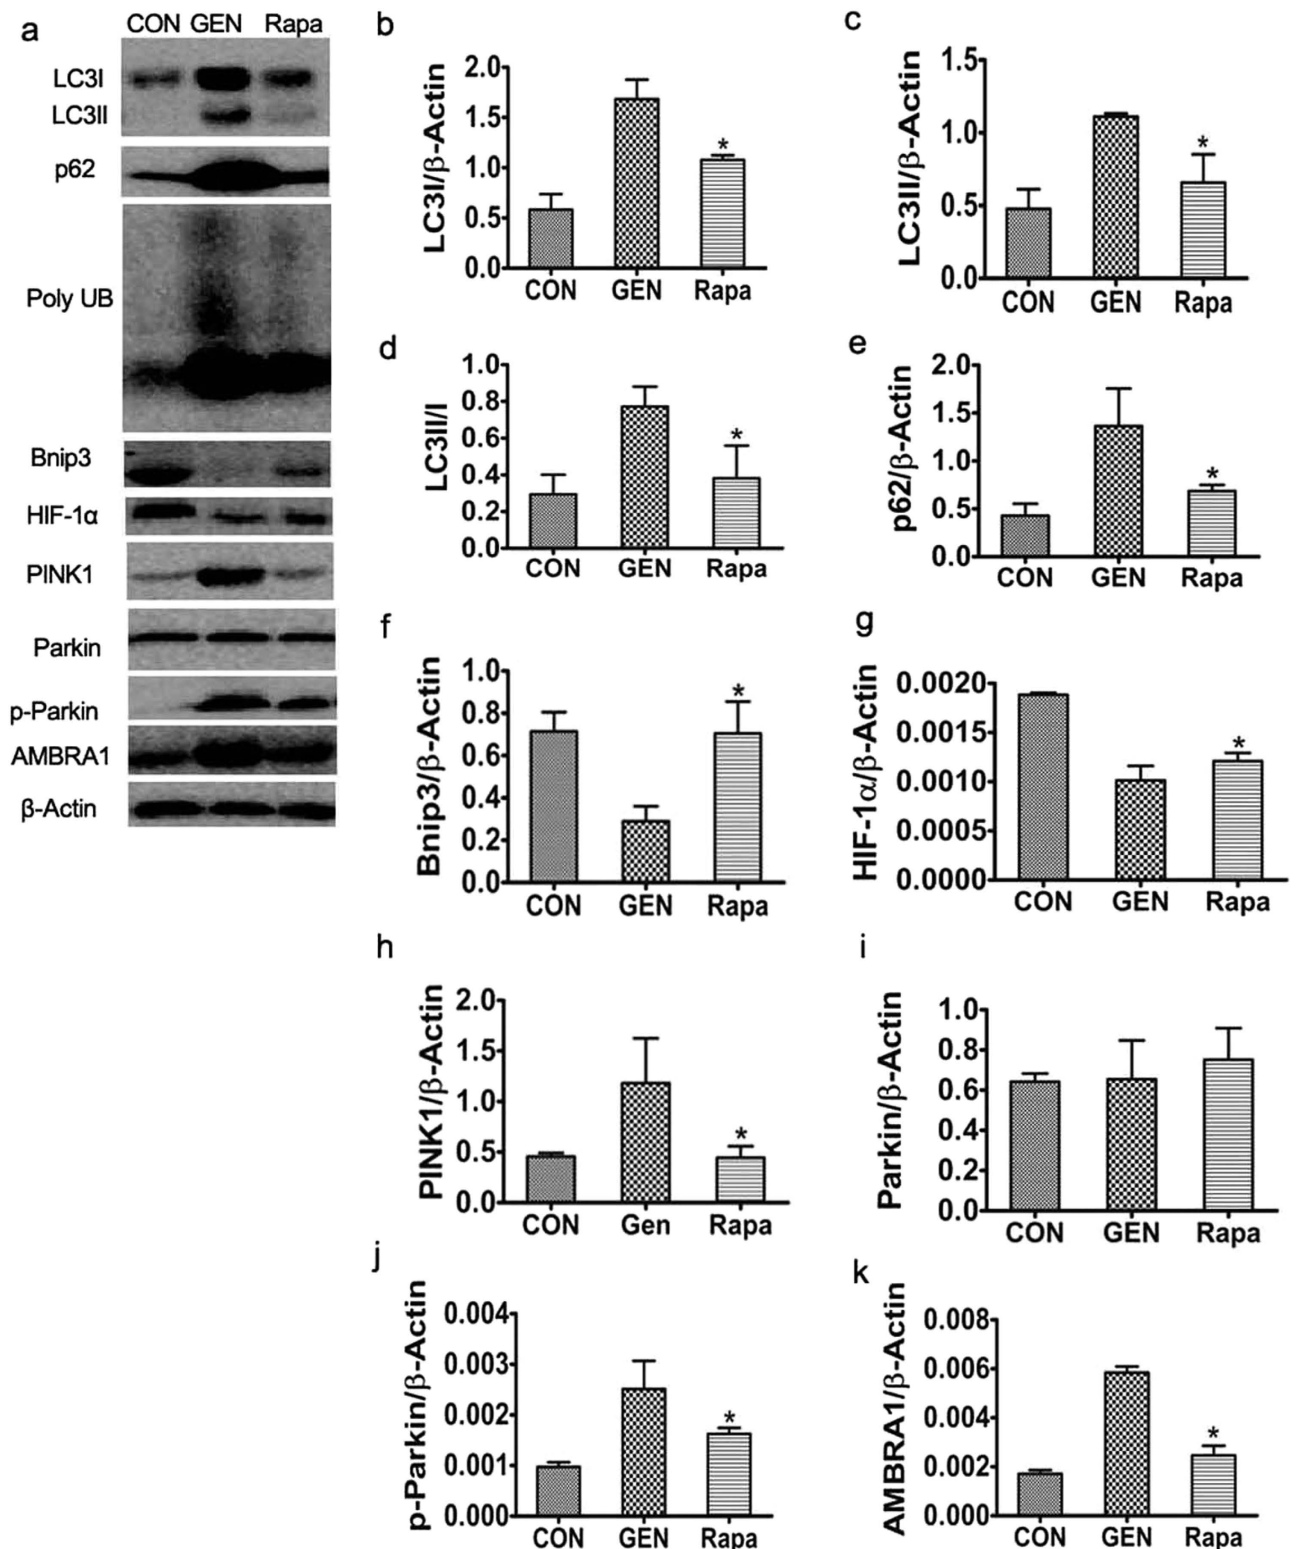 a
CON GEN Rapa
LC3I
LC3II
p62
Poly UB
Bnip3
HIF-1α
PINK1
Parkin
p-Parkin
AMBRA1
β-Actin
b
LC3I/β-Actin
2.0
1.5
1.0
0.5
0.0
*
CON GEN Rapa
c
LC3II/β-Actin
1.5
1.0
0.5
0.0
*
CON GEN Rapa
d
LC3II/I
1.0
0.8
0.6
0.4
0.2
0.0
*
CON GEN Rapa
e
p62/β-Actin
2.0
1.5
1.0
0.5
0.0
*
CON GEN Rapa
f
Bnip3/β-Actin
1.0
0.8
0.6
0.4
0.2
0.0
*
CON GEN Rapa
g
HIF-1α/β-Actin
0.0020
0.0015
0.0010
0.0005
0.0000
*
CON GEN Rapa
h
PINK1/β-Actin
2.0
1.5
1.0
0.5
0.0
*
CON Gen Rapa
i
Parkin/β-Actin
1.0
0.8
0.6
0.4
0.2
0.0
CON GEN Rapa
j
p-Parkin/β-Actin
0.004
0.003
0.002
0.001
0.000
*
CON GEN Rapa
k
AMBRA1/β-Actin
0.008
0.006
0.004
0.002
0.000
*
CON GEN Rapa